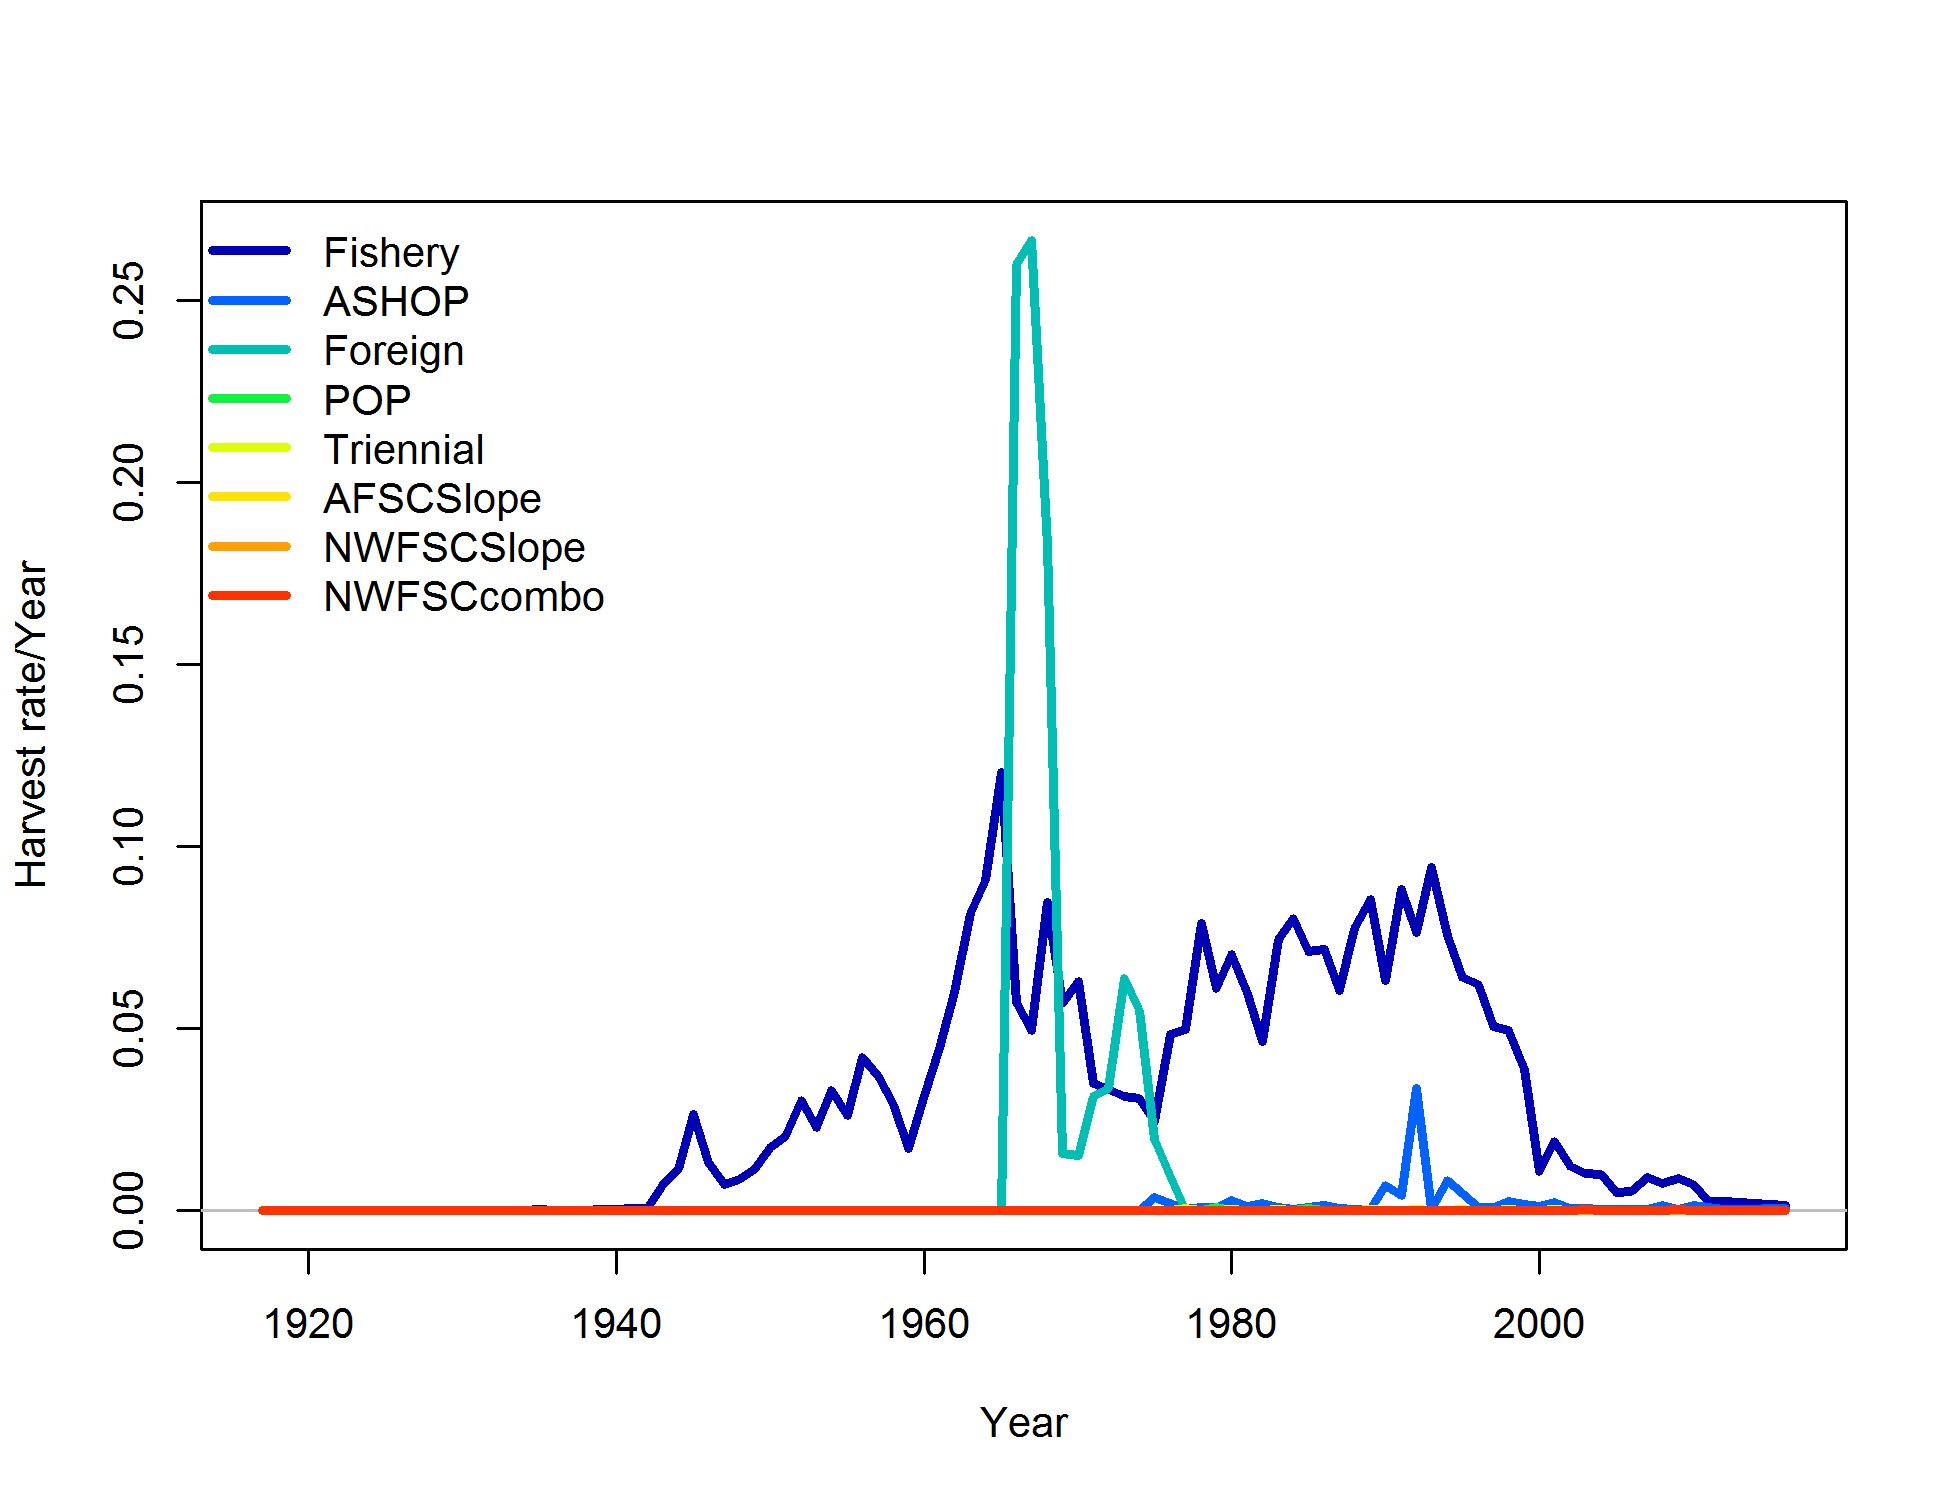 Fishery
ASHOP
Foreign
POP
Triennial
AFSCSlope
NWFSCSlope
NWFSCcombo
Harvest rate/Year
0.25
0.20
0.15
0.10
0.05
0.00
1920 1940 1960 1980 2000
Year